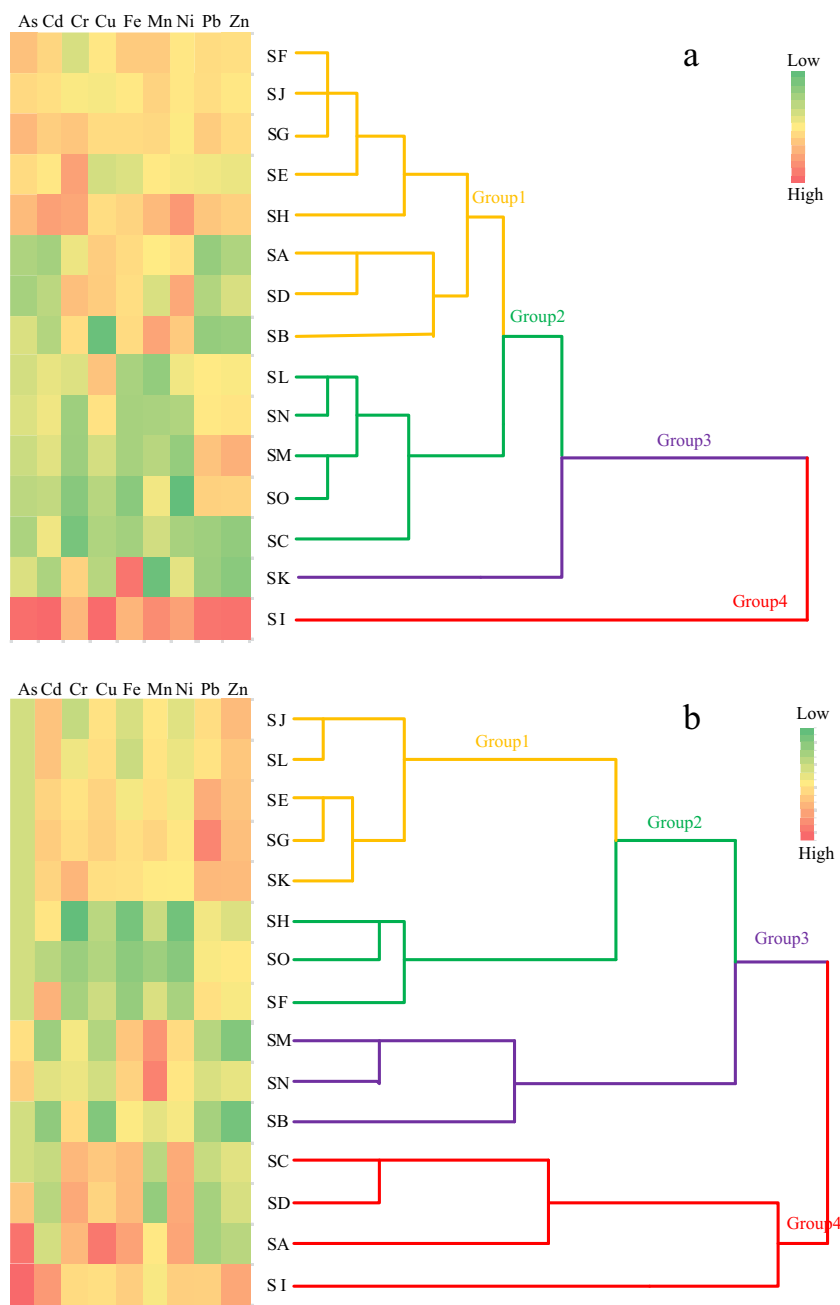 As Cd Cr Cu Fe Mn Ni Pb Zn
a
Low
High
SF
SJ
SG
SE
SH
SA
SD
SB
SL
SN
SM
SO
SC
SK
SI
Group1
Group2
Group3
Group4
As Cd Cr Cu Fe Mn Ni Pb Zn
b
Low
High
SJ
SL
SE
SG
SK
SH
SO
SF
SM
SN
SB
SC
SD
SA
SI
Group1
Group2
Group3
Group4